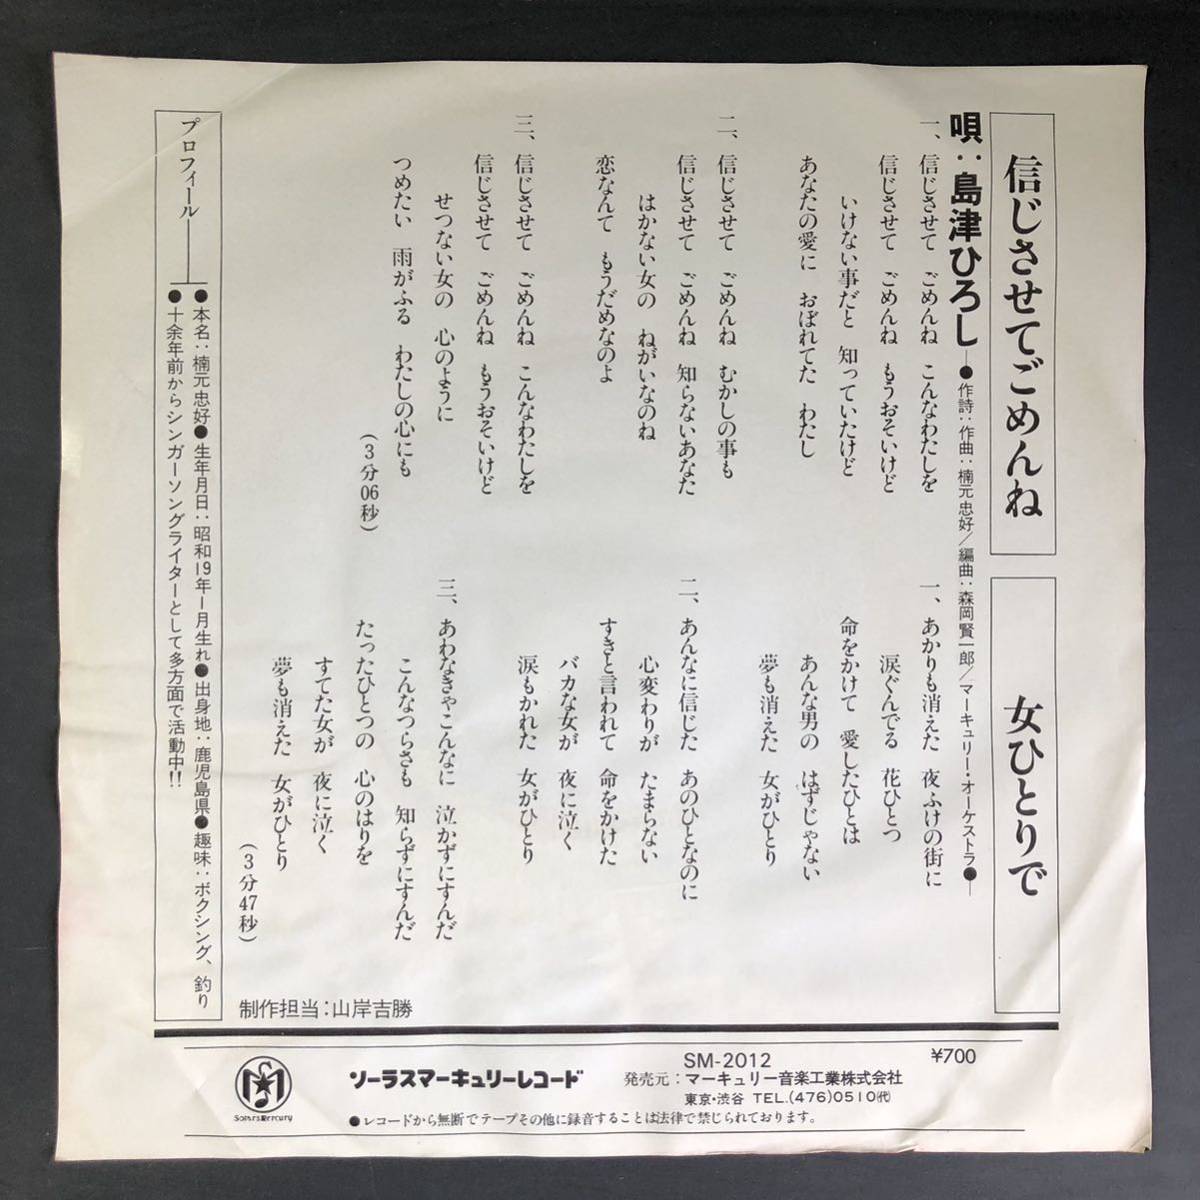 信じさせてごめんね
女ひとりで
唄:島津ひろし
●作詩:作曲:楠元忠好/編曲:森岡賢一郎/マーキュリー・オーケストラ●
一、信じさせて ごめんね こんなわたしを
信じさせて ごめんね もうおそいけど
いけない事だと 知っていたけど
あなたの愛に おぼれてた わたし
二、信じさせて ごめんね むかしの事も
信じさせて ごめんね 知らないあなた
はかない女の ねがいなのね
恋なんて もうだめなのよ
三、信じさせて ごめんね こんなわたしを
信じさせて ごめんね もうおそいけど
せつない女の 心のように
つめたい 雨がふる わたしの心にも
(3分06秒)
一、あかりも消えた 夜ふけの街に
涙ぐんでる 花ひとつ
命をかけて 愛したひとは
あんな男の はずじゃない
夢も消えた 女がひとり
二、あんなに信じた あのひとなのに
心変わりが たまらない
すきと言われて 命をかけた
バカな女が 夜に泣く
涙もかれた 女がひとり
三、あわなきゃこんなに 泣かずにすんだ
こんなつらさも 知らずにすんだ
たったひとつの 心のはりを
すてた女が 夜に泣く
夢も消えた 女がひとり
(3分47秒)
プロフィール
●本名:楠元忠好●生年月日:昭和19年1月生れ●出身地:鹿児島県●趣味:ボクシング、釣り
●十余年前からシンガーソングライターとして多方面で活動中!!
制作担当:山岸吉勝
SM
Solars Mercury
ソーラスマーキュリーレコード
SM-2012
¥700
発売元:マーキュリー音楽工業株式会社
東京・渋谷 TEL.(476)0510(代)
●レコードから無断でテープその他に録音することは法律で禁じられております。